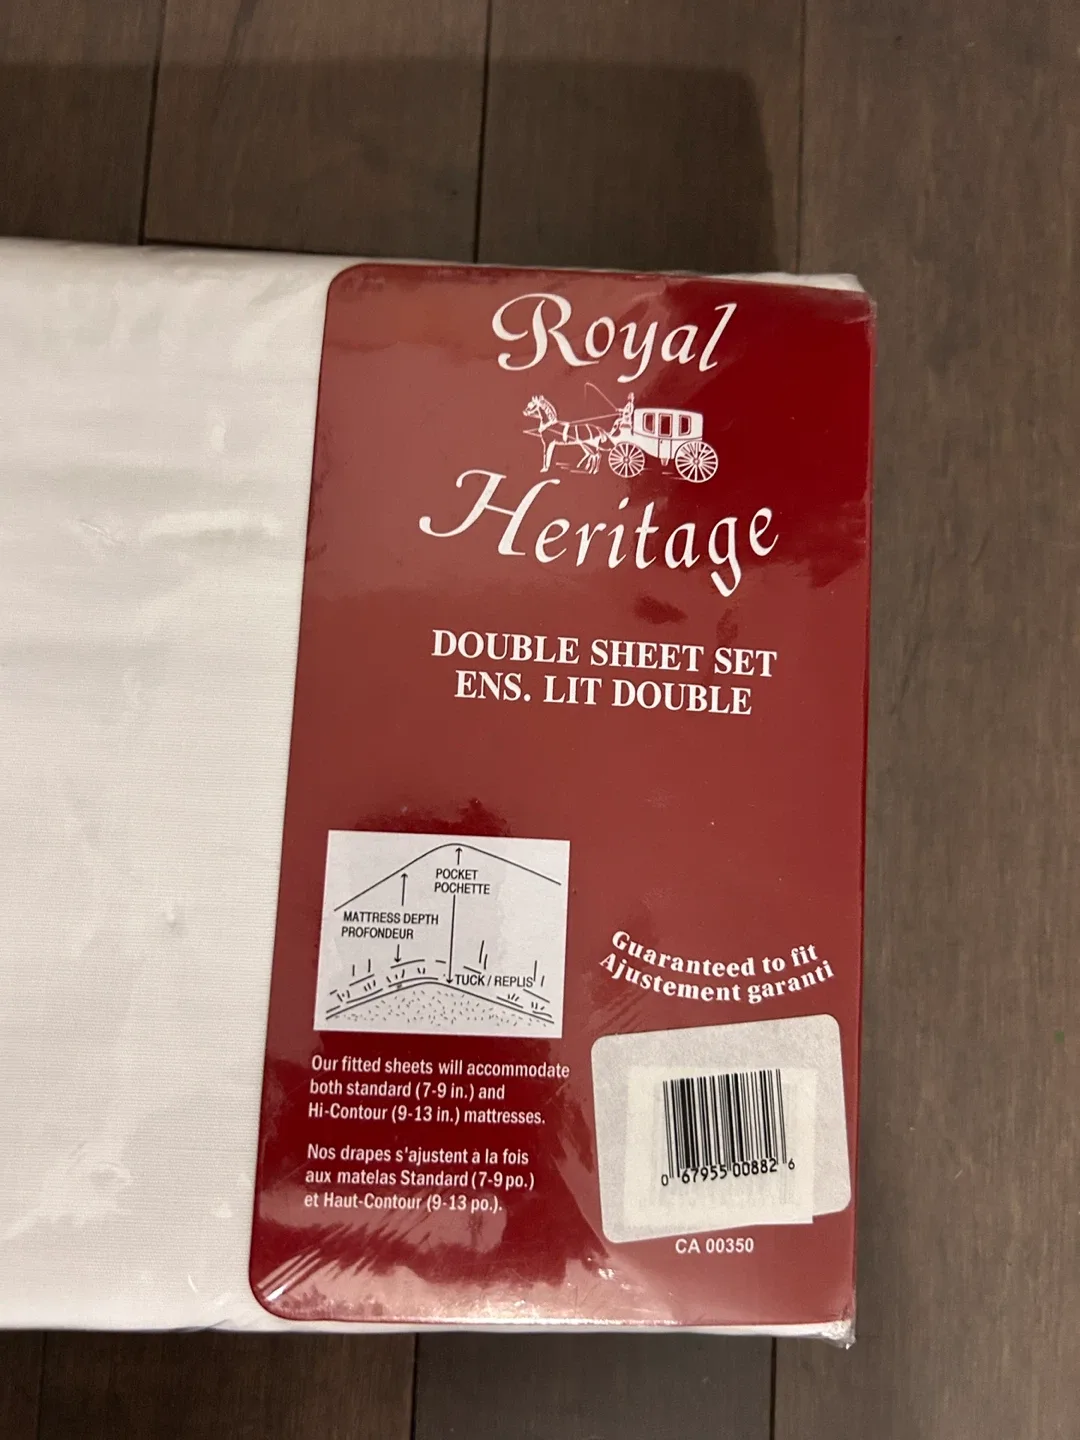 Royal
Heritage
DOUBLE SHEET SET
ENS. LIT DOUBLE
POCKET
POCHETTE
MATTRESS DEPTH
PROFONDEUR
TUCK / REPLIS
Guaranteed to fit
Ajustement garanti
Our fitted sheets will accommodate
both standard (7-9 in.) and
Hi-Contour (9-13 in.) mattresses.
Nos drapes s'ajustent à la fois
aux matelas Standard (7-9 po.)
et Haut-Contour (9-13 po.).
0 67955 00882 6
CA 00350